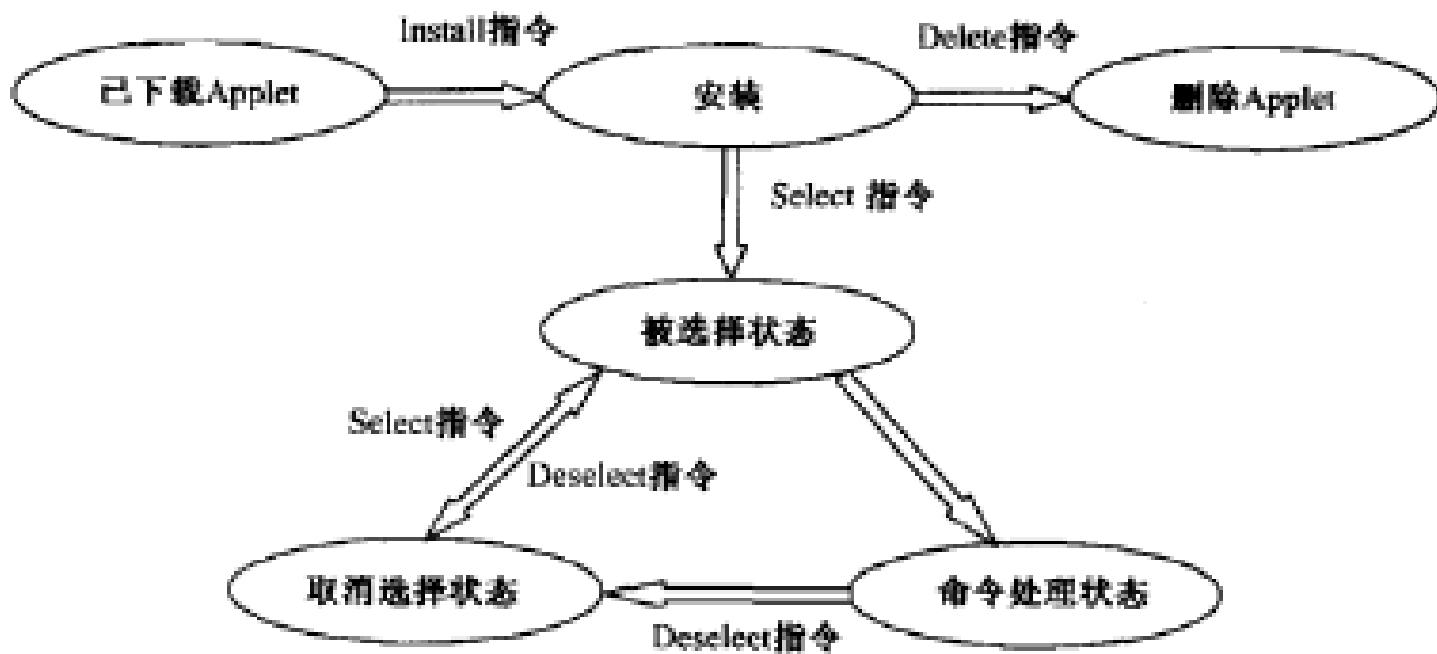 Install指令
Delete指令
已下载Applet
安装
删除Applet
Select 指令
被选择状态
Select指令
Deselect指令
取消选择状态
命令处理状态
Deselect指令